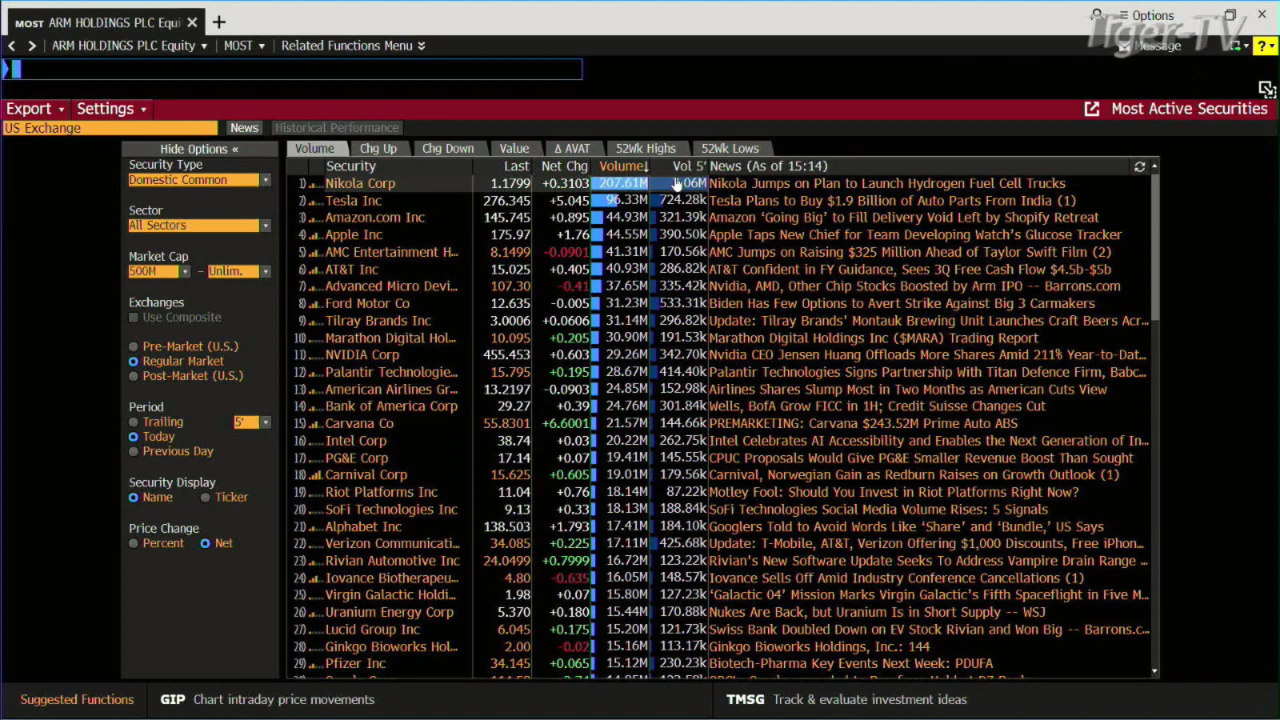 MOST ARM HOLDINGS PLC Equi
Options
Tiger-TV
ARM HOLDINGS PLC Equity MOST Related Functions Menu Message ?
Export Settings Most Active Securities
US Exchange News Historical Performance
Hide Options «
Security Type
Domestic Common
Sector
All Sectors
Market Cap
500M - Unlim.
Exchanges
Use Composite
Pre-Market (U.S.)
Regular Market
Post-Market (U.S.)
Period
Trailing 5'
Today
Previous Day
Security Display
Name Ticker
Price Change
Percent Net
Volume Chg Up Chg Down Value Δ AVAT 52Wk Highs 52Wk Lows
Security Last Net Chg Volume↓ Vol 5' News (As of 15:14)
1) Nikola Corp 1.1799 +0.3103 207.61M Nikola Jumps on Plan to Launch Hydrogen Fuel Cell Trucks
2) Tesla Inc 276.345 +5.045 96.33M 724.28k Tesla Plans to Buy $1.9 Billion of Auto Parts From India (1)
3) Amazon.com Inc 145.745 +0.895 44.93M 321.39k Amazon ‘Going Big’ to Fill Delivery Void Left by Shopify Retreat
4) Apple Inc 175.97 +1.76 44.55M 390.50k Apple Taps New Chief for Team Developing Watch’s Glucose Tracker
5) AMC Entertainment H… 8.1499 -0.0901 41.31M 170.56k AMC Jumps on Raising $325 Million Ahead of Taylor Swift Film (2)
6) AT&T Inc 15.025 +0.405 40.93M 286.82k AT&T Confident in FY Guidance, Sees 3Q Free Cash Flow $4.5b-$5b
7) Advanced Micro Devi… 107.30 -0.41 37.65M 335.42k Nvidia, AMD, Other Chip Stocks Boosted by Arm IPO -- Barrons.com
8) Ford Motor Co 12.635 -0.005 31.23M 533.31k Biden Has Few Options to Avert Strike Against Big 3 Carmakers
9) Tilray Brands Inc 3.0006 +0.0606 31.14M 296.82k Update: Tilray Brands' Montauk Brewing Unit Launches Craft Beers Acr…
10) Marathon Digital Hol… 10.095 +0.205 30.90M 191.53k Marathon Digital Holdings Inc ($MARA) Trading Report
11) NVIDIA Corp 455.453 +0.603 29.26M 342.70k Nvidia CEO Jensen Huang Offloads More Shares Amid 211% Year-to-Dat…
12) Palantir Technologie… 15.795 +0.195 28.67M 414.40k Palantir Technologies Signs Partnership With Titan Defence Firm, Babc…
13) American Airlines Gr… 13.2197 -0.0903 24.85M 152.98k Airlines Shares Slump Most in Two Months as American Cuts View
14) Bank of America Corp 29.27 +0.39 24.76M 301.84k Wells, BofA Grow FICC in 1H; Credit Suisse Changes Cut
15) Carvana Co 55.8301 +6.6001 21.57M 144.66k PREMARKETING: Carvana $243.52M Prime Auto ABS
16) Intel Corp 38.74 +0.03 20.22M 262.75k Intel Celebrates AI Accessibility and Enables the Next Generation of In…
17) PG&E Corp 17.14 +0.07 19.41M 145.55k CPUC Proposals Would Give PG&E Smaller Revenue Boost Than Sought
18) Carnival Corp 15.625 +0.605 19.01M 179.56k Carnival, Norwegian Gain as Redburn Raises on Growth Outlook (1)
19) Riot Platforms Inc 11.04 +0.76 18.14M 87.22k Motley Fool: Should You Invest in Riot Platforms Right Now?
20) SoFi Technologies Inc 9.13 +0.33 18.13M 188.84k SoFi Technologies Social Media Volume Rises: 5 Signals
21) Alphabet Inc 138.503 +1.793 17.41M 184.10k Googlers Told to Avoid Words Like ‘Share’ and ‘Bundle,’ US Says
22) Verizon Communicati… 34.085 +0.225 17.11M 425.68k Update: T-Mobile, AT&T, Verizon Offering $1,000 Discounts, Free iPhon…
23) Rivian Automotive Inc 24.0499 +0.7999 16.72M 123.22k Rivian's New Software Update Seeks To Address Vampire Drain Range …
24) Iovance Biotherapeu… 4.80 -0.635 16.05M 148.57k Iovance Sells Off Amid Industry Conference Cancellations (1)
25) Virgin Galactic Holdi… 1.98 +0.07 15.80M 127.23k ‘Galactic 04’ Mission Marks Virgin Galactic’s Fifth Spaceflight in Five M…
26) Uranium Energy Corp 5.370 +0.180 15.44M 170.88k Nukes Are Back, but Uranium Is in Short Supply -- WSJ
27) Lucid Group Inc 6.045 +0.175 15.20M 121.73k Swiss Bank Doubled Down on EV Stock Rivian and Won Big -- Barrons.c…
28) Ginkgo Bioworks Hol… 2.00 -0.02 15.16M 113.17k Ginkgo Bioworks Holdings, Inc.: 144
29) Pfizer Inc 34.145 +0.065 15.12M 230.23k Biotech-Pharma Key Events Next Week: PDUFA
Suggested Functions GIP Chart intraday price movements TMSG Track & evaluate investment ideas